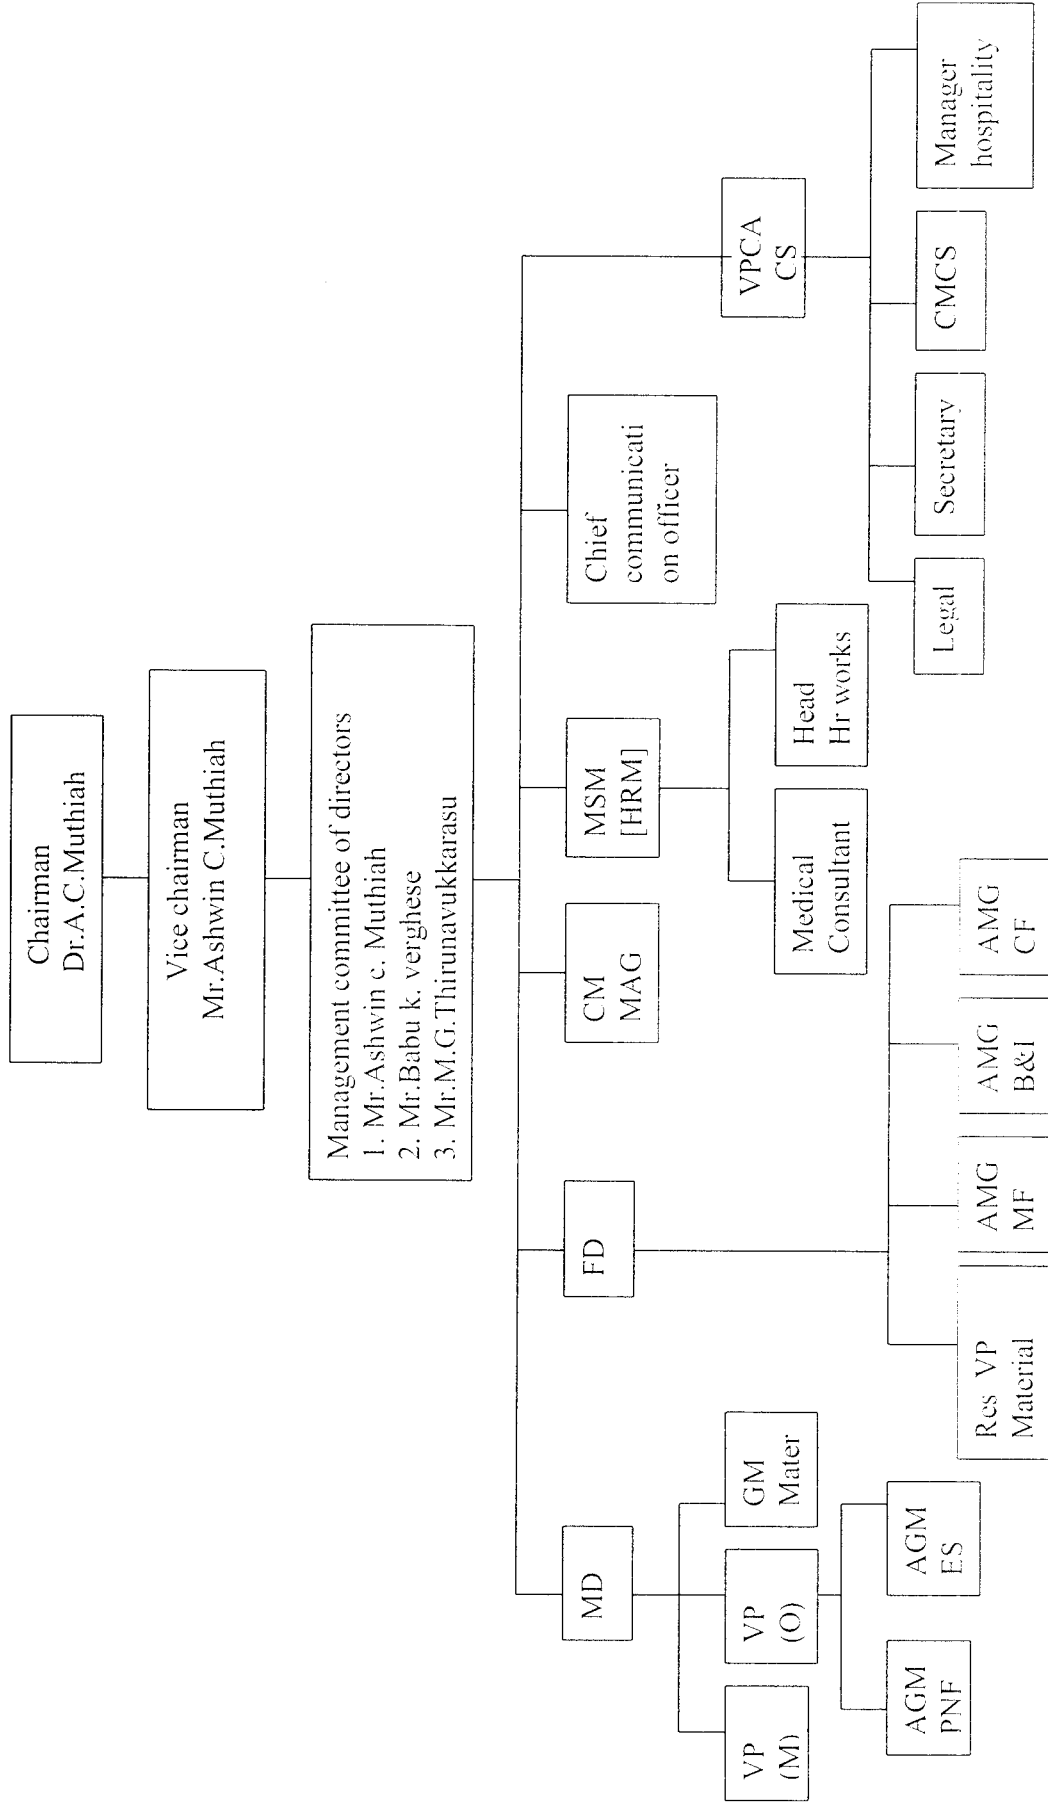 Chairman
Dr.A.C.Muthiah
Vice chairman
Mr.Ashwin C.Muthiah
Management committee of directors
1. Mr.Ashwin c. Muthiah
2. Mr.Babu k. verghese
3. Mr.M.G.Thirunavukkarasu
MD
FD
CM
MAG
MSM
[HRM]
Chief
communicati
on officer
VPCA
CS
VP
(M)
VP
(O)
GM
Mater
Medical
Consultant
Head
Hr works
AGM
PNF
AGM
ES
Res VP
Material
AMG
MF
AMG
B&I
AMG
CF
Legal
Secretary
CMCS
Manager
hospitality